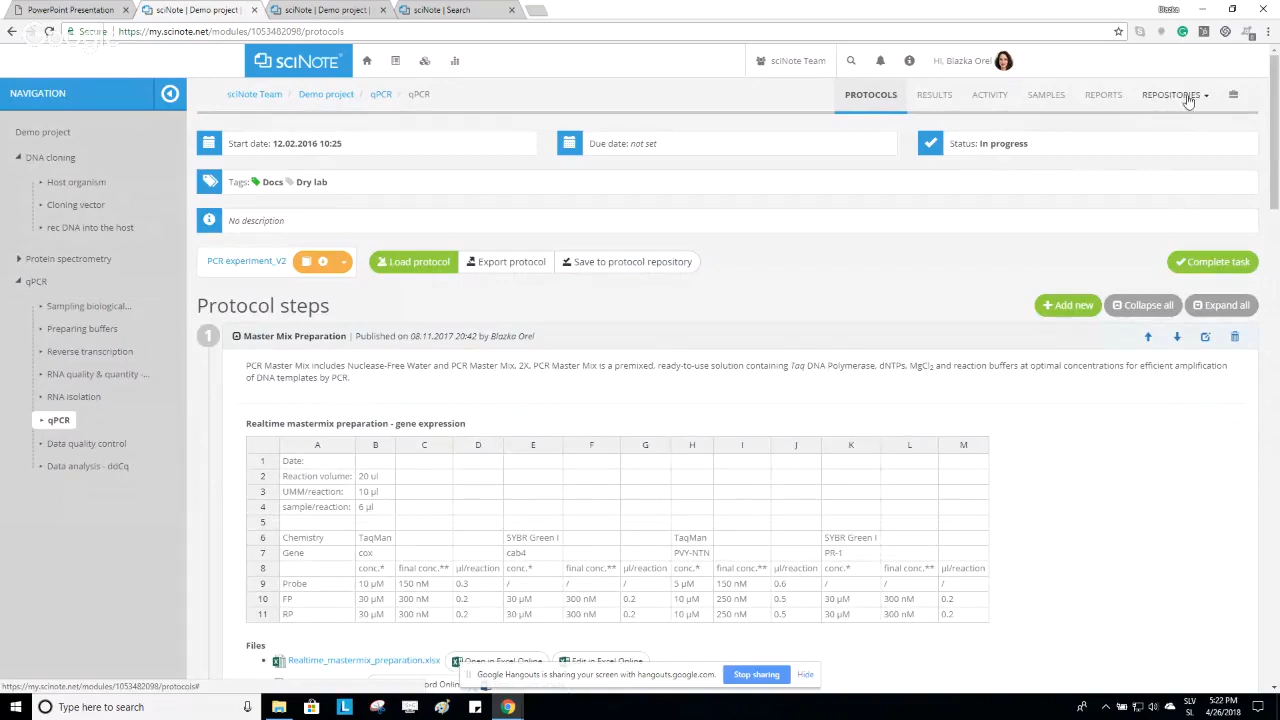 PowerPoint Presentation
sciNote | Demo project |
sciNote | Demo project |
sciNote | Search
Blazka
Secure | https://my.scinote.net/modules/1053482098/protocols
SCINOTE
sciNote Team
Hi, Blazka Orel
NAVIGATION
sciNote Team / Demo project / qPCR / qPCR
PROTOCOLS RESULTS ACTIVITY SAMPLES REPORTS REPOSITORIES
Demo project
DNA cloning
Host organism
Cloning vector
rec DNA into the host
Protein spectrometry
qPCR
Sampling biological...
Preparing buffers
Reverse transcription
RNA quality & quantity -...
RNA isolation
qPCR
Data quality control
Data analysis - ddCq
Start date: 12.02.2016 10:25
Due date: not set
Status: In progress
Tags: Docs Dry lab
No description
PCR experiment_V2
Load protocol Export protocol Save to protocol repository
Complete task
Protocol steps
Add new Collapse all Expand all
1 Master Mix Preparation | Published on 08.11.2017 20:42 by Blazka Orel
PCR Master Mix includes Nuclease-Free Water and PCR Master Mix, 2X. PCR Master Mix is a premixed, ready-to-use solution containing Taq DNA Polymerase, dNTPs, MgCl₂ and reaction buffers at optimal concentrations for efficient amplification
of DNA templates by PCR.
Realtime mastermix preparation - gene expression
A B C D E F G H I J K L M
1 Date:
2 Reaction volume: 20 ul
3 UMM/reaction: 10 µl
4 sample/reaction: 6 µl
5
6 Chemistry TaqMan SYBR Green I TaqMan SYBR Green I
7 Gene cox cab4 PVY-NTN PR-1
8 conc.* final conc.** µl/reaction conc.* final conc.** µl/reaction conc.* final conc.** µl/reaction conc.* final conc.** µl/reaction
9 Probe 10 µM 150 nM 0.3 / / / 5 µM 150 nM 0.6 / / /
10 FP 30 µM 300 nM 0.2 30 µM 300 nM 0.2 10 µM 250 nM 0.5 30 µM 300 nM 0.2
11 RP 30 µM 300 nM 0.2 30 µM 300 nM 0.2 10 µM 250 nM 0.5 30 µM 300 nM 0.2
Files
Realtime_mastermix_preparation.xlsx Open in Excel Online Edit in Excel Online
Google Hangouts is sharing your screen with hangouts.google.com. Stop sharing Hide
https://my.scinote.net/modules/1053482098/protocols#
Type here to search
SLV
SL
5:22 PM
4/26/2018